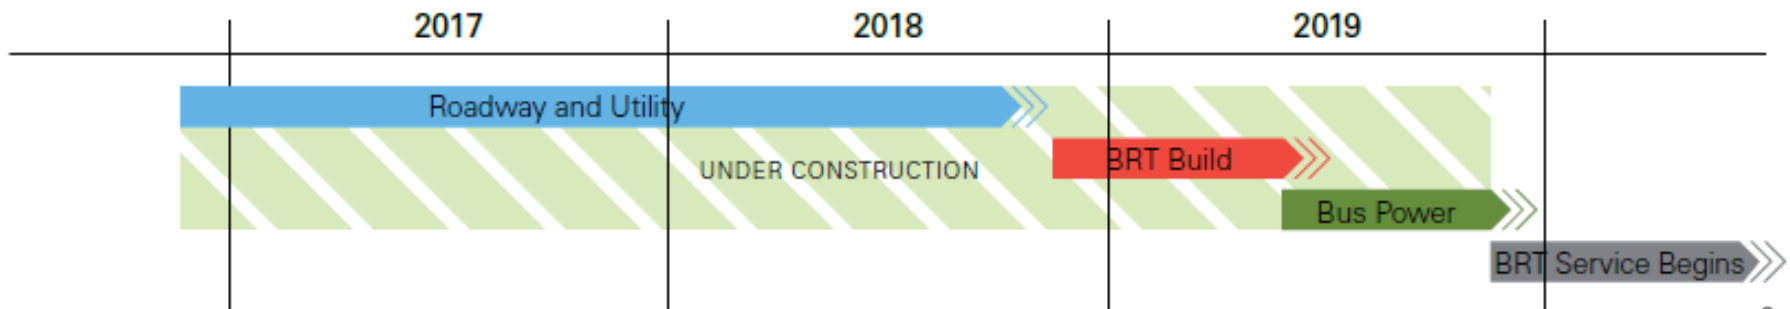 2017 2018 2019
Roadway and Utility
UNDER CONSTRUCTION
BRT Build
Bus Power
BRT Service Begins